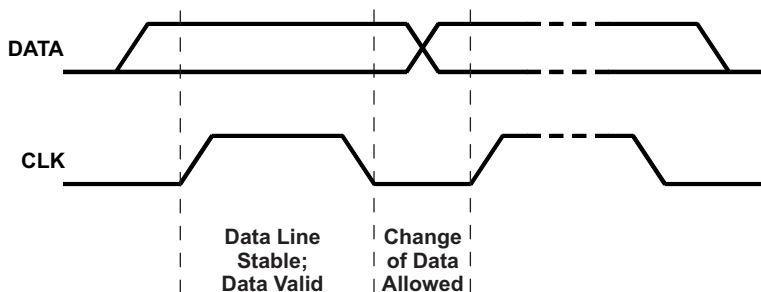 DATA
CLK
Data Line
Stable;
Data Valid
Change
of Data
Allowed